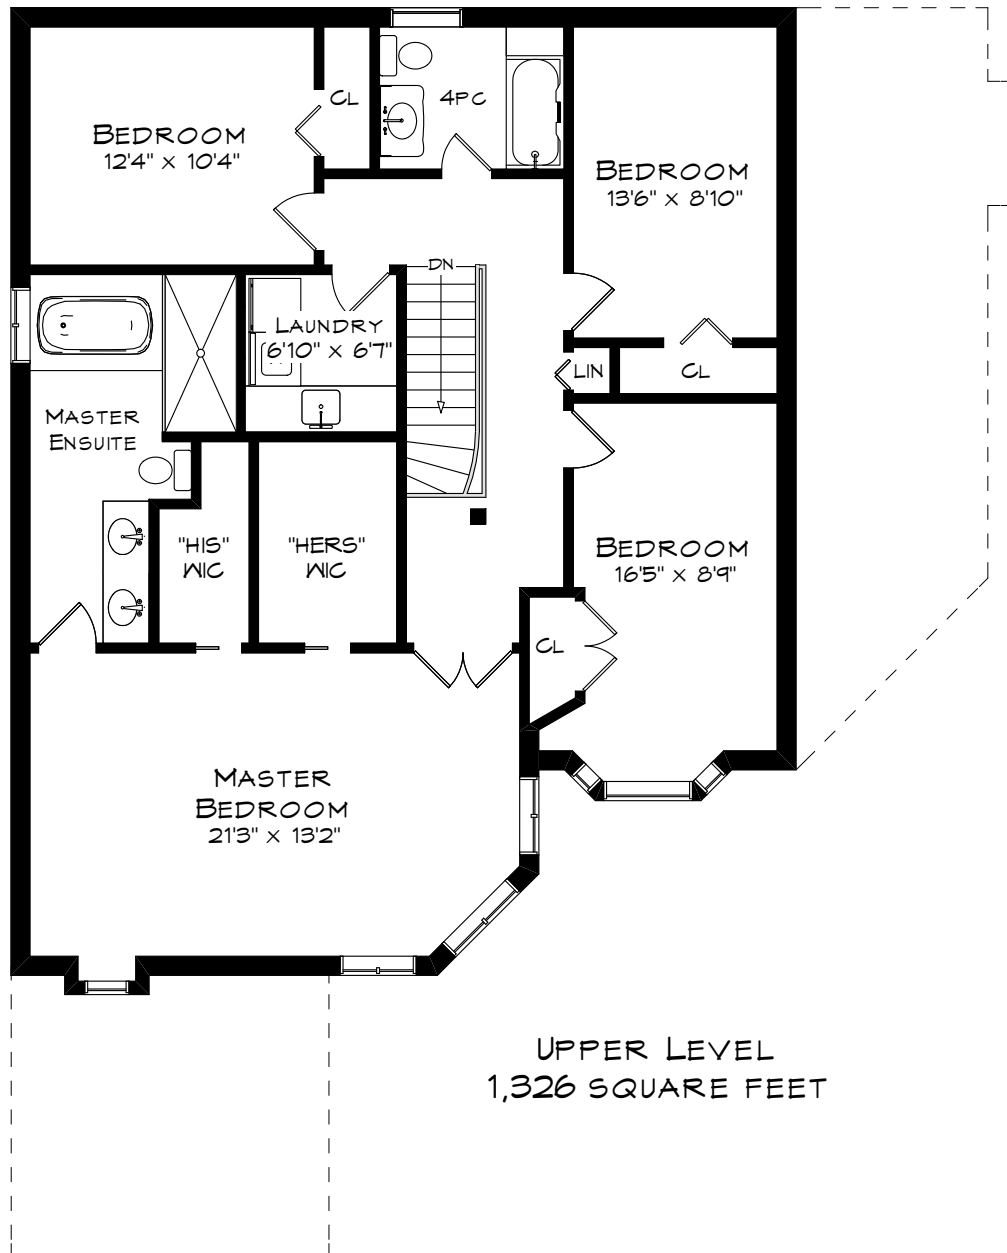 CL
4PC
BEDROOM
12'4" x 10'4"
BEDROOM
13'6" x 8'10"
DN
LAUNDRY
6'10" x 6'7"
LIN
CL
MASTER
ENSUITE
"HIS"
WIC
"HERS"
WIC
BEDROOM
16'5" x 8'9"
CL
MASTER
BEDROOM
21'3" x 13'2"
UPPER LEVEL
1,326 SQUARE FEET